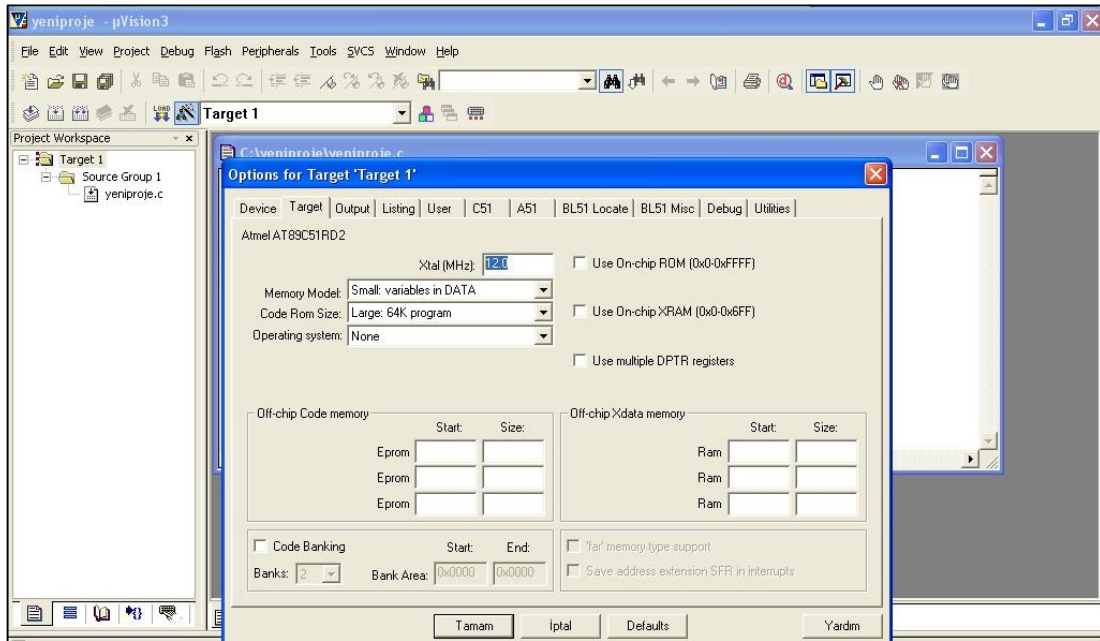 yeniproje - µVision3
File Edit View Project Debug Flash Peripherals Tools SVCS Window Help
LOAD Target 1
Project Workspace
Target 1
Source Group 1
yeniproje.c
C:\yeniproje\yeniproje.c
Options for Target 'Target 1'
Device Target Output Listing User C51 A51 BL51 Locate BL51 Misc Debug Utilities
Atmel AT89C51RD2
Xtal (MHz): 12.0
Use On-chip ROM (0x0-0xFFFF)
Memory Model: Small: variables in DATA
Code Rom Size: Large: 64K program
Use On-chip XRAM (0x0-0x6FF)
Operating system: None
Use multiple DPTR registers
Off-chip Code memory
Start: Size:
Eprom
Eprom
Eprom
Off-chip Xdata memory
Start: Size:
Ram
Ram
Ram
Code Banking Start: End:
Banks: 2 Bank Area: 0x0000 0x0000
'far' memory type support
Save address extension SFR in interrupts
Tamam İptal Defaults Yardım